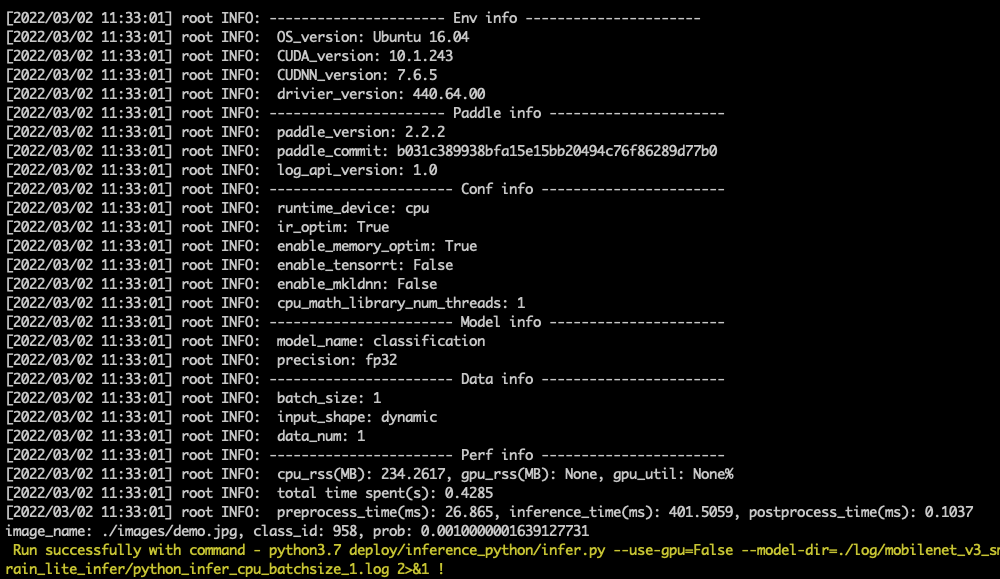 [2022/03/02 11:33:01] root INFO: ---------------------- Env info ----------------------
[2022/03/02 11:33:01] root INFO:  OS_version: Ubuntu 16.04
[2022/03/02 11:33:01] root INFO:  CUDA_version: 10.1.243
[2022/03/02 11:33:01] root INFO:  CUDNN_version: 7.6.5
[2022/03/02 11:33:01] root INFO:  drivier_version: 440.64.00
[2022/03/02 11:33:01] root INFO: ---------------------- Paddle info ----------------------
[2022/03/02 11:33:01] root INFO:  paddle_version: 2.2.2
[2022/03/02 11:33:01] root INFO:  paddle_commit: b031c389938bfa15e15bb20494c76f86289d77b0
[2022/03/02 11:33:01] root INFO:  log_api_version: 1.0
[2022/03/02 11:33:01] root INFO: ----------------------- Conf info -----------------------
[2022/03/02 11:33:01] root INFO:  runtime_device: cpu
[2022/03/02 11:33:01] root INFO:  ir_optim: True
[2022/03/02 11:33:01] root INFO:  enable_memory_optim: True
[2022/03/02 11:33:01] root INFO:  enable_tensorrt: False
[2022/03/02 11:33:01] root INFO:  enable_mkldnn: False
[2022/03/02 11:33:01] root INFO:  cpu_math_library_num_threads: 1
[2022/03/02 11:33:01] root INFO: ----------------------- Model info ----------------------
[2022/03/02 11:33:01] root INFO:  model_name: classification
[2022/03/02 11:33:01] root INFO:  precision: fp32
[2022/03/02 11:33:01] root INFO: ----------------------- Data info -----------------------
[2022/03/02 11:33:01] root INFO:  batch_size: 1
[2022/03/02 11:33:01] root INFO:  input_shape: dynamic
[2022/03/02 11:33:01] root INFO:  data_num: 1
[2022/03/02 11:33:01] root INFO: ----------------------- Perf info -----------------------
[2022/03/02 11:33:01] root INFO:  cpu_rss(MB): 234.2617, gpu_rss(MB): None, gpu_util: None%
[2022/03/02 11:33:01] root INFO:  total time spent(s): 0.4285
[2022/03/02 11:33:01] root INFO:  preprocess_time(ms): 26.865, inference_time(ms): 401.5059, postprocess_time(ms): 0.1037
image_name: ./images/demo.jpg, class_id: 958, prob: 0.0010000001639127731
 Run successfully with command - python3.7 deploy/inference_python/infer.py --use-gpu=False --model-dir=./log/mobilenet_v3_sm
rain_lite_infer/python_infer_cpu_batchsize_1.log 2>&1 !